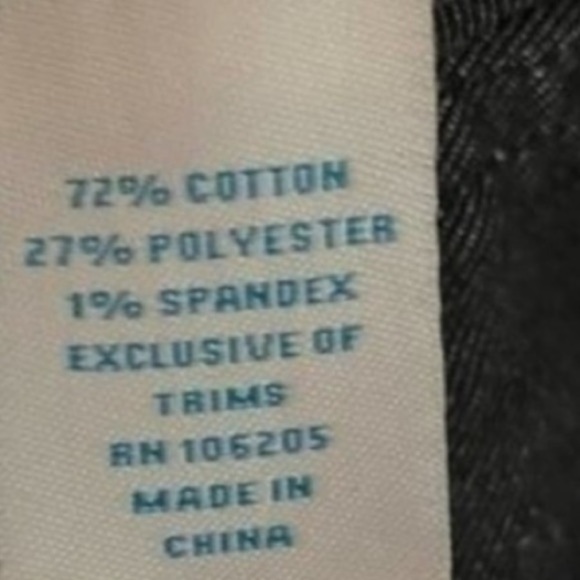 72% COTTON
27% POLYESTER
1% SPANDEX
EXCLUSIVE OF
TRIMS
RN 106205
MADE IN
CHINA